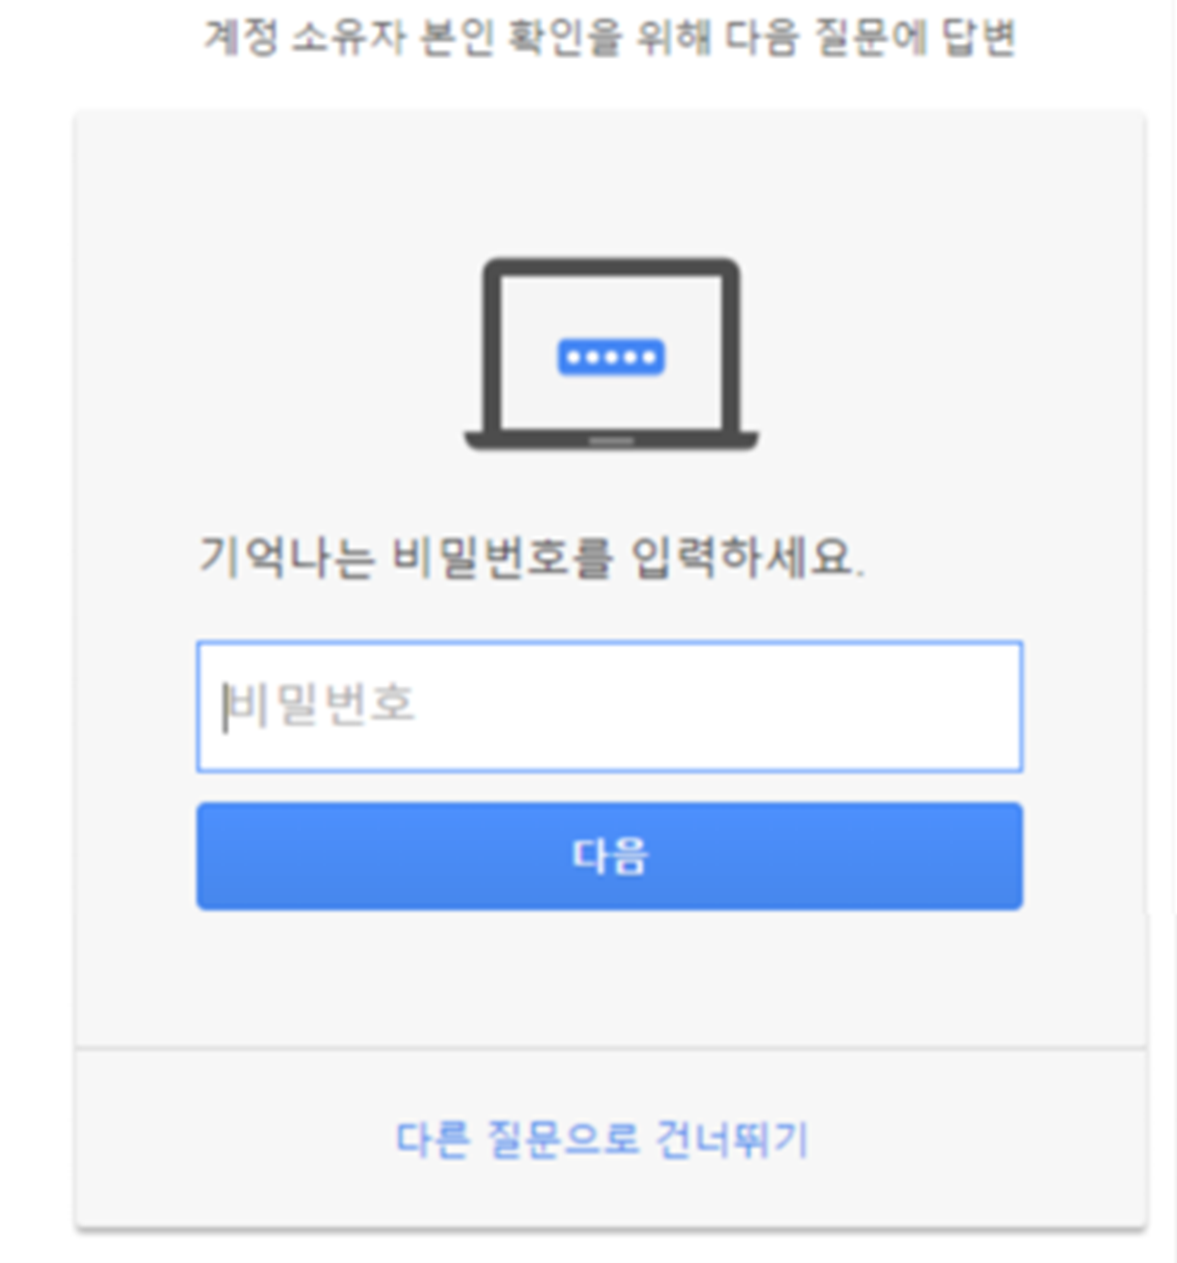 계정 소유자 본인 확인을 위해 다음 질문에 답변
기억나는 비밀번호를 입력하세요.
비밀번호
다음
다른 질문으로 건너뛰기